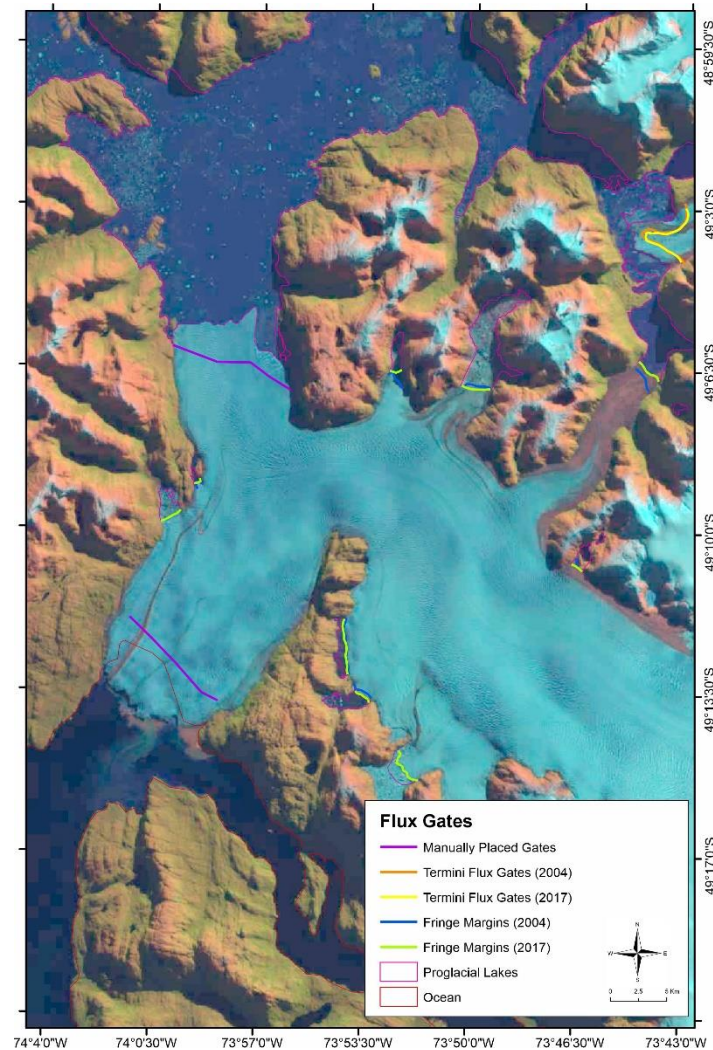 48°59'30"S
49°3'0"S
49°6'30"S
49°10'0"S
49°13'30"S
49°17'0"S
Flux Gates
Manually Placed Gates
Termini Flux Gates (2004)
Termini Flux Gates (2017)
Fringe Margins (2004)
Fringe Margins (2017)
Proglacial Lakes
Ocean
N
W E
S
0 2.5 5 Km
74°4'0"W 74°0'30"W 73°57'0"W 73°53'30"W 73°50'0"W 73°46'30"W 73°43'0"W